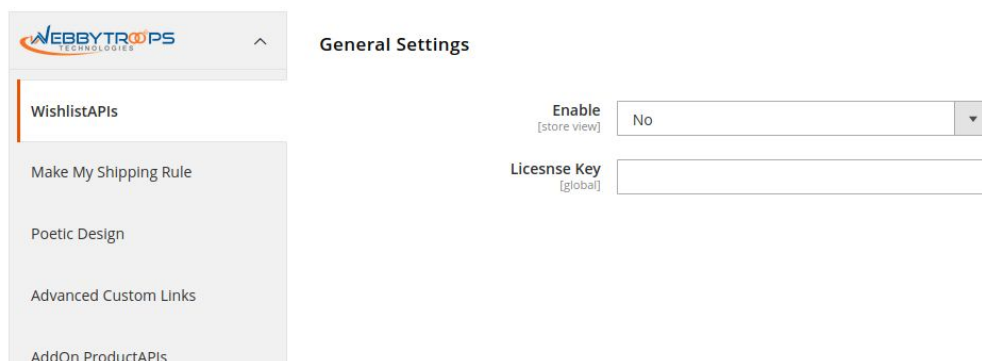 WEBBYTROOPS
TECHNOLOGIES
General Settings
WishlistAPIs
Enable
[store view]
No
Make My Shipping Rule
Licesnse Key
[global]
Poetic Design
Advanced Custom Links
AddOn ProductAPIs